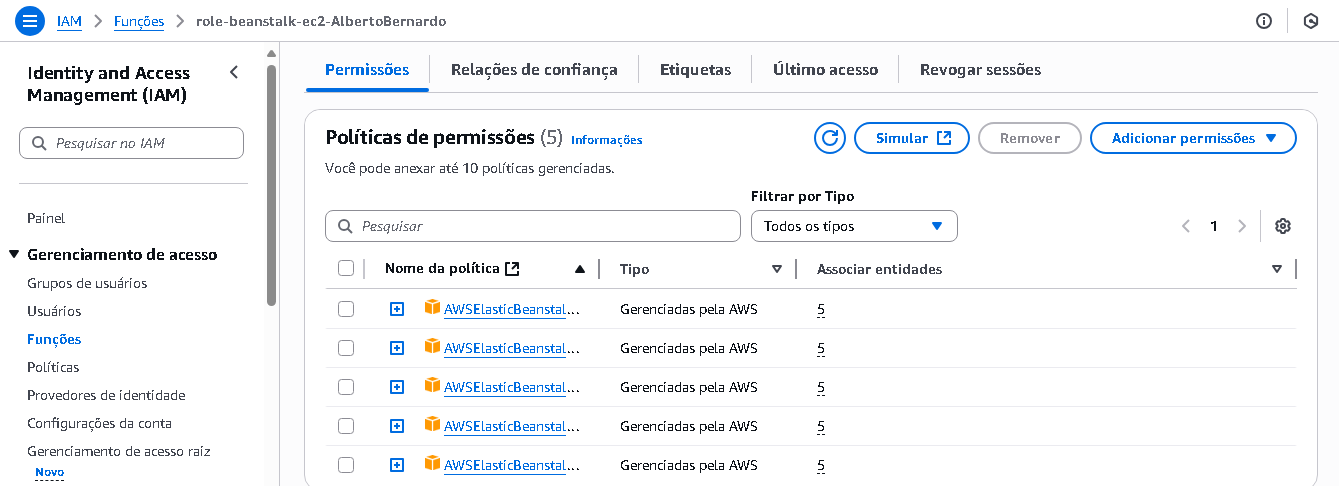 IAM > Funções > role-beanstalk-ec2-AlbertoBernardo
Identity and Access
Management (IAM)
Pesquisar no IAM
Painel
Gerenciamento de acesso
Grupos de usuários
Usuários
Funções
Políticas
Provedores de identidade
Configurações da conta
Gerenciamento de acesso raiz
Novo
Permissões Relações de confiança Etiquetas Último acesso Revogar sessões
Políticas de permissões (5) Informações
Simular Remover Adicionar permissões
Você pode anexar até 10 políticas gerenciadas.
Filtrar por Tipo
Pesquisar Todos os tipos 1
Nome da política Tipo Associar entidades
AWSElasticBeanstal... Gerenciadas pela AWS 5
AWSElasticBeanstal... Gerenciadas pela AWS 5
AWSElasticBeanstal... Gerenciadas pela AWS 5
AWSElasticBeanstal... Gerenciadas pela AWS 5
AWSElasticBeanstal... Gerenciadas pela AWS 5